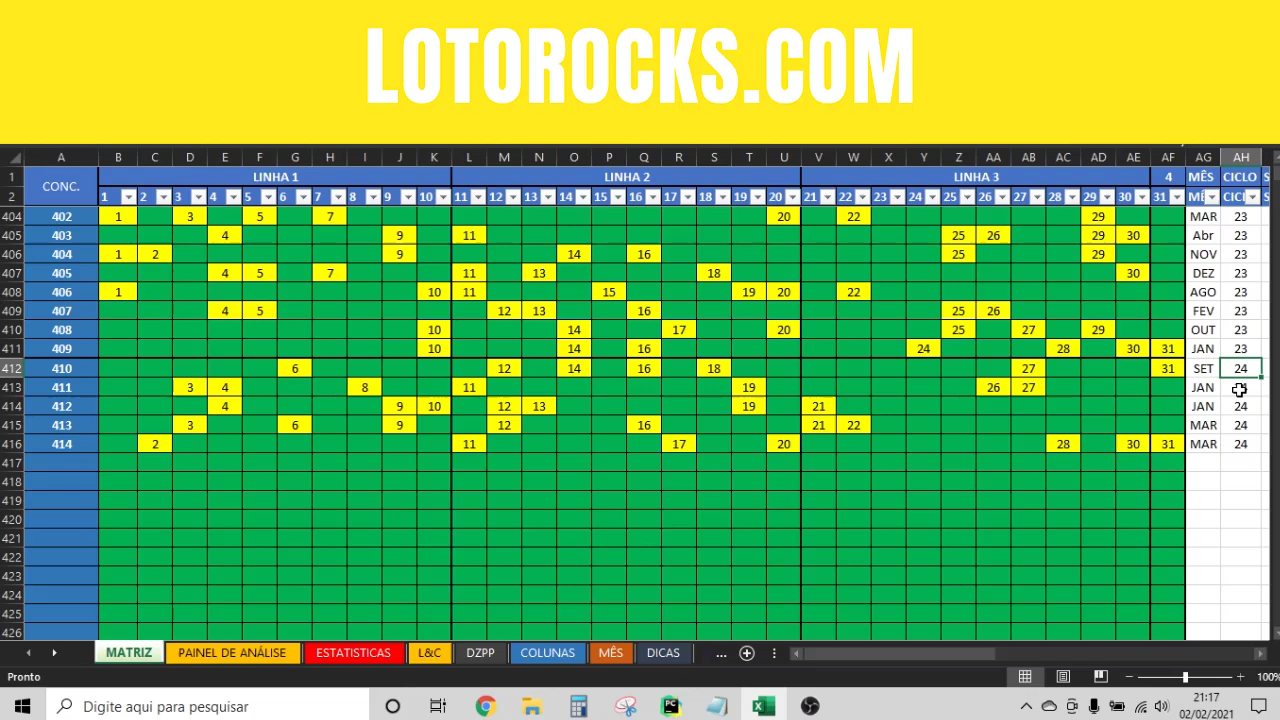 LOTOROCKS.COM
A B C D E F G H I J K L M N O P Q R S T U V W X Y Z AA AB AC AD AE AF AG AH
1 CONC. LINHA 1 LINHA 2 LINHA 3 4 MÊS CICLO S
2 1 2 3 4 5 6 7 8 9 10 11 12 13 14 15 16 17 18 19 20 21 22 23 24 25 26 27 28 29 30 31
404 402 1 3 5 7 20 22 29 MAR 23
405 403 4 9 11 25 26 29 30 Abr 23
406 404 1 2 9 14 16 25 29 NOV 23
407 405 4 5 7 11 13 18 30 DEZ 23
408 406 1 10 11 15 19 20 22 AGO 23
409 407 4 5 12 13 16 25 26 FEV 23
410 408 10 14 17 20 25 27 29 OUT 23
411 409 10 14 16 24 28 30 31 JAN 23
412 410 6 12 14 16 18 27 31 SET 24
413 411 3 4 8 11 19 26 27 JAN
414 412 4 9 10 12 13 19 21 JAN 24
415 413 3 6 9 12 16 21 22 MAR 24
416 414 2 11 17 20 28 30 31 MAR 24
417
418
419
420
421
422
423
424
425
426
MATRIZ PAINEL DE ANÁLISE ESTATISTICAS L&C DZPP COLUNAS MÊS DICAS ...
Pronto 100%
Digite aqui para pesquisar
21:17
02/02/2021